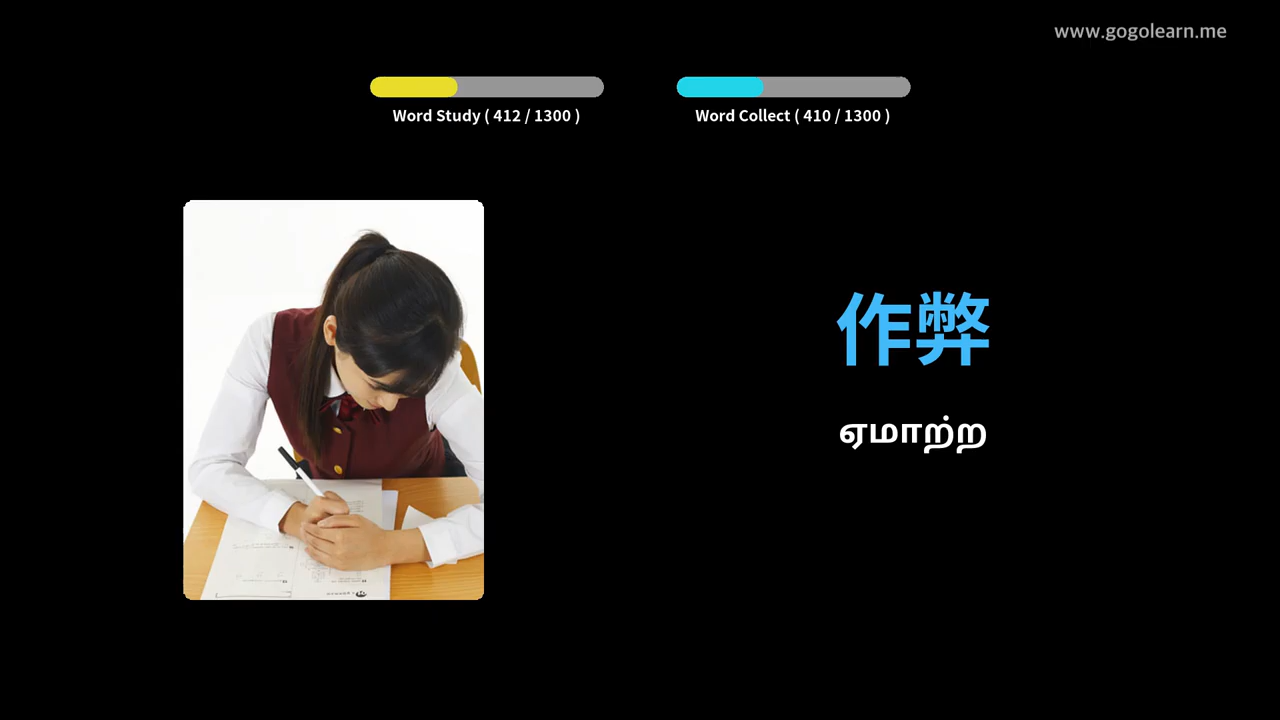 www.gogolearn.me
Word Study ( 412 / 1300 )
Word Collect ( 410 / 1300 )
作弊
ஏமாற்ற